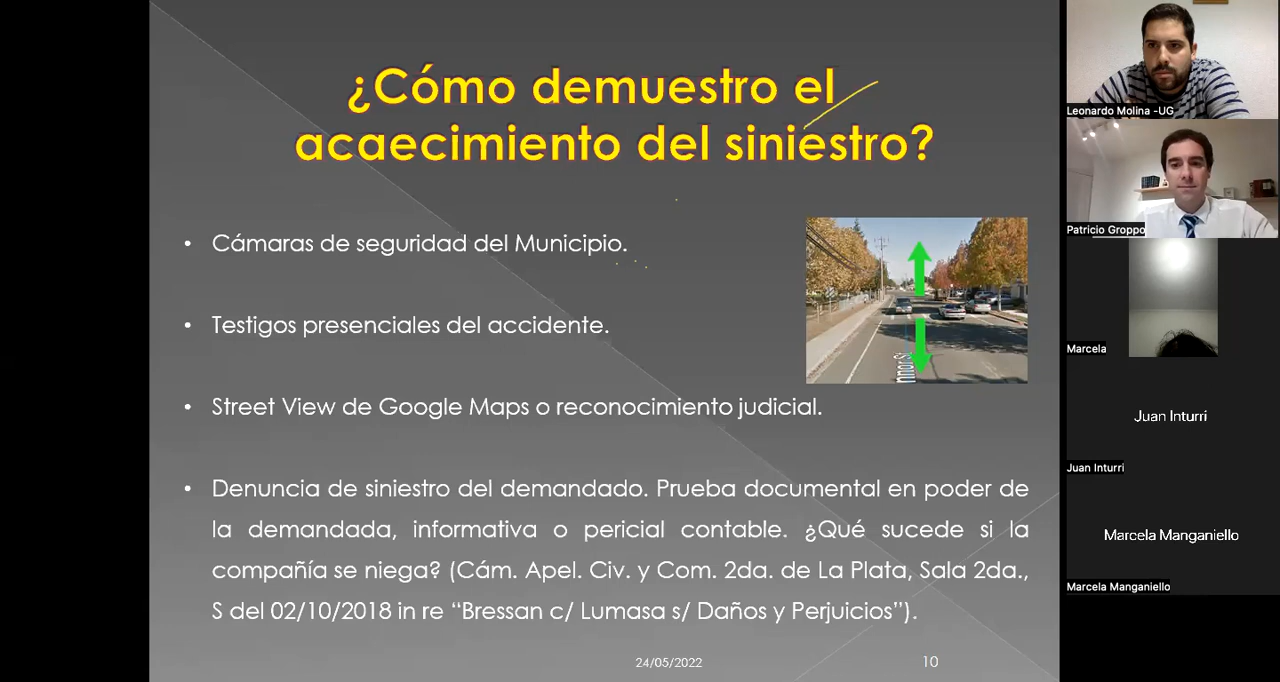 ¿Cómo demuestro el
acaecimiento del siniestro?
• Cámaras de seguridad del Municipio.
• Testigos presenciales del accidente.
• Street View de Google Maps o reconocimiento judicial.
• Denuncia de siniestro del demandado. Prueba documental en poder de
la demandada, informativa o pericial contable. ¿Qué sucede si la
compañía se niega? (Cám. Apel. Civ. y Com. 2da. de La Plata, Sala 2da.,
S del 02/10/2018 in re “Bressan c/ Lumasa s/ Daños y Perjuicios”).
24/05/2022
10
Leonardo Molina -UG
Patricio Groppo
Marcela
Juan Inturri
Juan Inturri
Marcela Manganiello
Marcela Manganiello